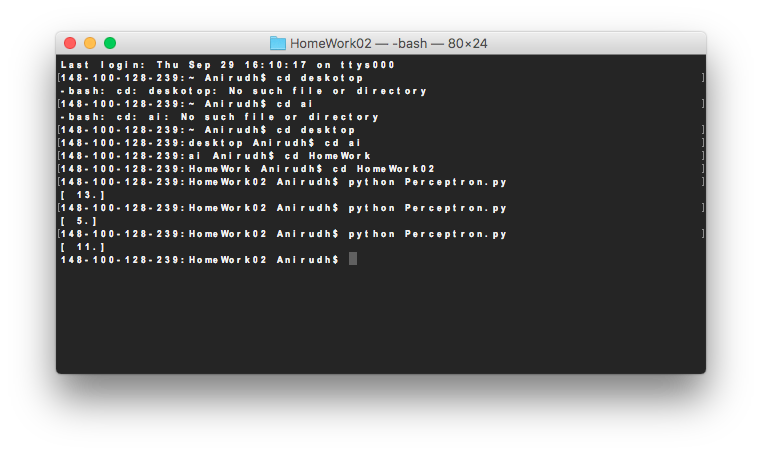 HomeWork02 — -bash — 80×24
Last login: Thu Sep 29 16:10:17 on ttys000
[148-100-128-239:~ Anirudh$ cd deskotop ]
-bash: cd: deskotop: No such file or directory
[148-100-128-239:~ Anirudh$ cd ai ]
-bash: cd: ai: No such file or directory
[148-100-128-239:~ Anirudh$ cd desktop ]
[148-100-128-239:desktop Anirudh$ cd ai ]
[148-100-128-239:ai Anirudh$ cd HomeWork ]
[148-100-128-239:HomeWork Anirudh$ cd HomeWork02 ]
[148-100-128-239:HomeWork02 Anirudh$ python Perceptron.py ]
[ 13.]
[148-100-128-239:HomeWork02 Anirudh$ python Perceptron.py ]
[ 5.]
[148-100-128-239:HomeWork02 Anirudh$ python Perceptron.py ]
[ 11.]
148-100-128-239:HomeWork02 Anirudh$